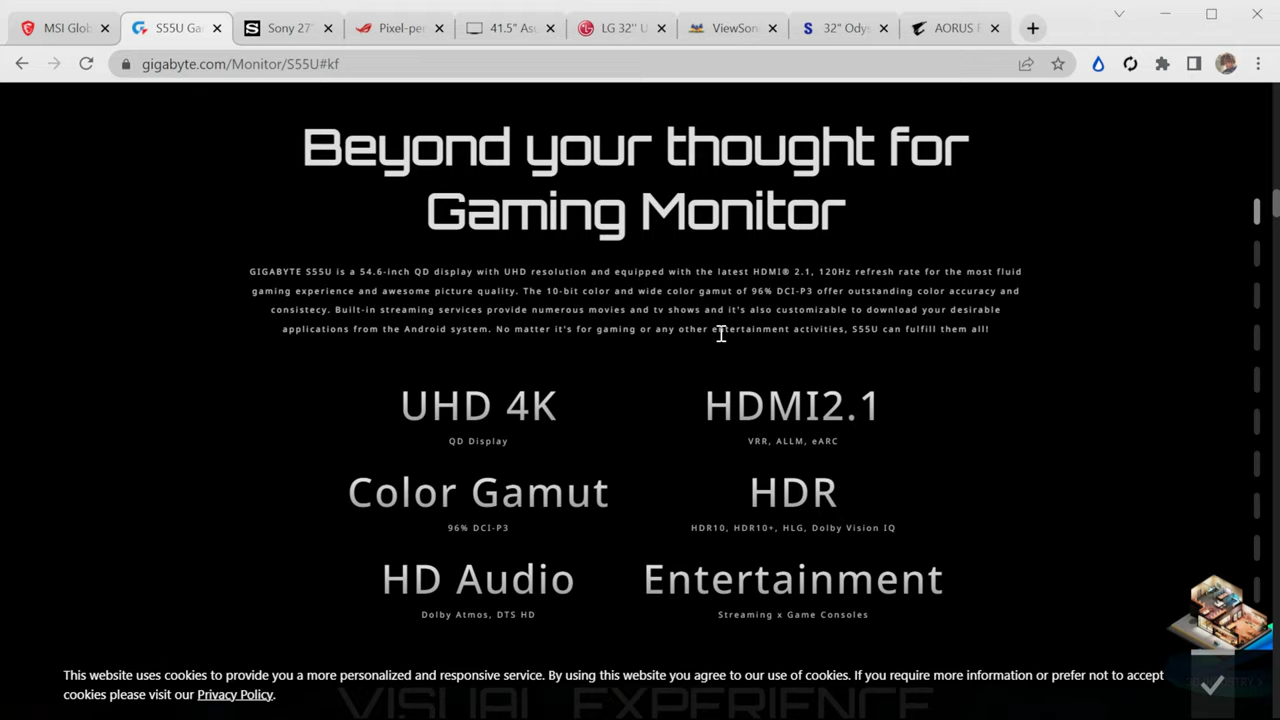 MSI Glob
S55U Ga
Sony 27"
Pixel-pe
41.5" Asu
LG 32" U
ViewSon
32" Ody
AORUS F
gigabyte.com/Monitor/S55U#kf
Beyond your thought for
Gaming Monitor
GIGABYTE S55U is a 54.6-inch QD display with UHD resolution and equipped with the latest HDMI® 2.1, 120Hz refresh rate for the most fluid
gaming experience and awesome picture quality. The 10-bit color and wide color gamut of 96% DCI-P3 offer outstanding color accuracy and
consistecy. Built-in streaming services provide numerous movies and tv shows and it's also customizable to download your desirable
applications from the Android system. No matter it's for gaming or any other entertainment activities, S55U can fulfill them all!
UHD 4K
QD Display
HDMI2.1
VRR, ALLM, eARC
Color Gamut
96% DCI-P3
HDR
HDR10, HDR10+, HLG, Dolby Vision IQ
HD Audio
Dolby Atmos, DTS HD
Entertainment
Streaming x Game Consoles
This website uses cookies to provide you a more personalized and responsive service. By using this website you agree to our use of cookies. If you require more information or prefer not to accept
cookies please visit our Privacy Policy.
VISUAL EXPERIENCE